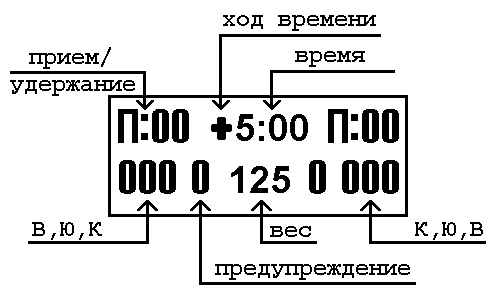 ход времени
прием/
удержание
время
П:00 +5:00 П:00
000 0 125 0 000
В,Ю,К
вес
К,Ю,В
предупреждение